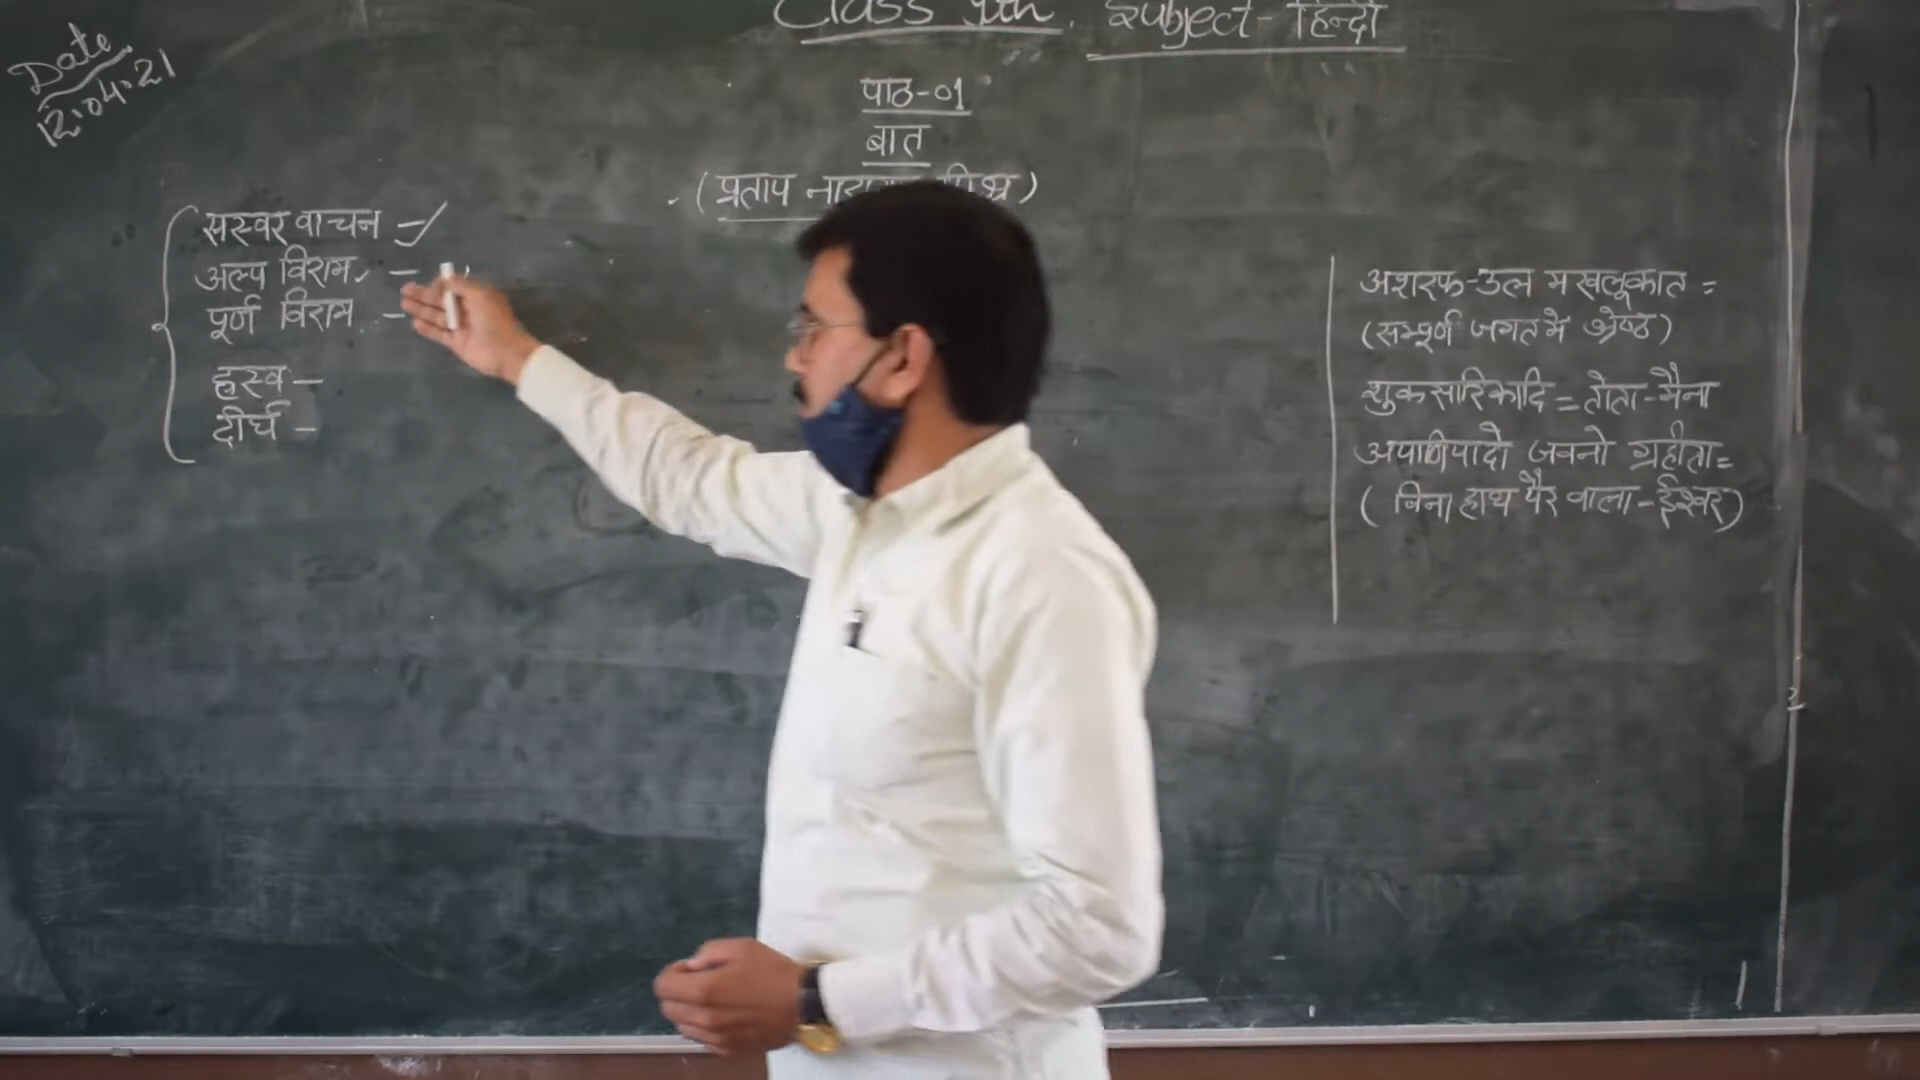 Date
12.04.21
Class 9th. Subject - हिन्दी
पाठ-01
बात
(प्रताप मिश्र)
सस्वर वाचन -
अल्प विराम, -
पूर्ण विराम -
ह्रस्व -
दीर्घ -
अशरफ-उल मखलूकात =
(सम्पूर्ण जगत में श्रेष्ठ)
शुकसारिकादि = तोता-मैना
अपाणिपादो जवनो ग्रहीता=
( बिना हाथ पैर वाला-ईश्वर)